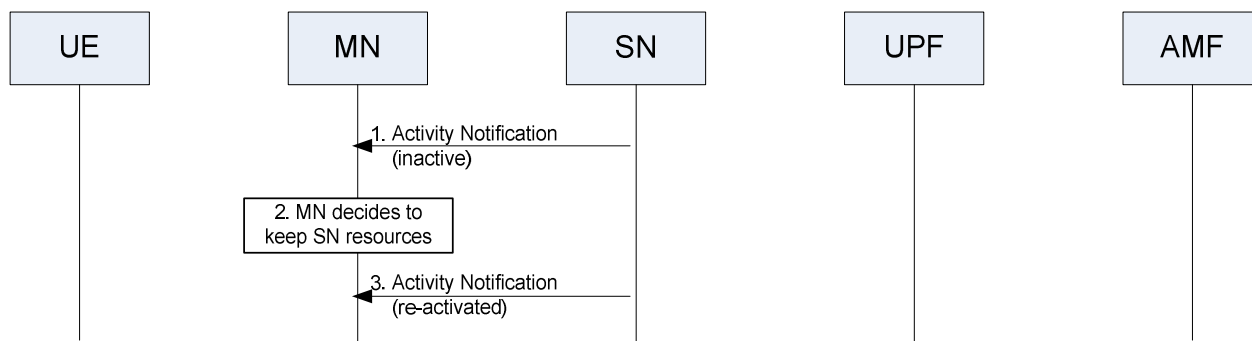 UE
MN
SN
UPF
AMF
1. Activity Notification
(inactive)
2. MN decides to
keep SN resources
3. Activity Notification
(re-activated)